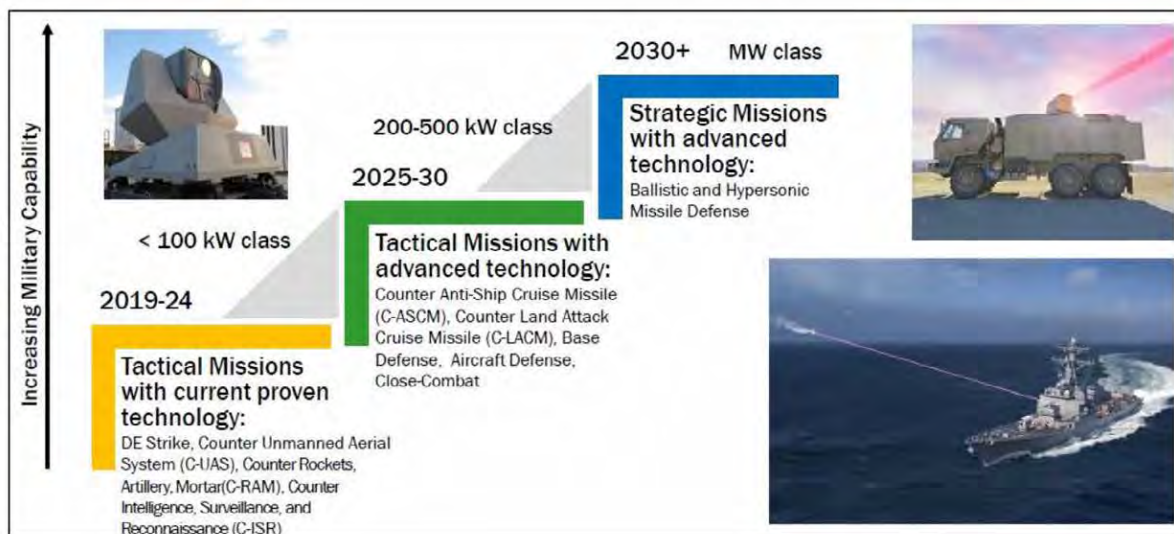 Increasing Military Capability
2019-24
< 100 kW class
Tactical Missions
with current proven
technology:
DE Strike, Counter Unmanned Aerial
System (C-UAS), Counter Rockets,
Artillery, Mortar(C-RAM), Counter
Intelligence, Surveillance, and
Reconnaissance (C-ISR)
2025-30
200-500 kW class
Tactical Missions with
advanced technology:
Counter Anti-Ship Cruise Missile
(C-ASCM), Counter Land Attack
Cruise Missile (C-LACM), Base
Defense, Aircraft Defense,
Close-Combat
2030+ MW class
Strategic Missions
with advanced
technology:
Ballistic and Hypersonic
Missile Defense